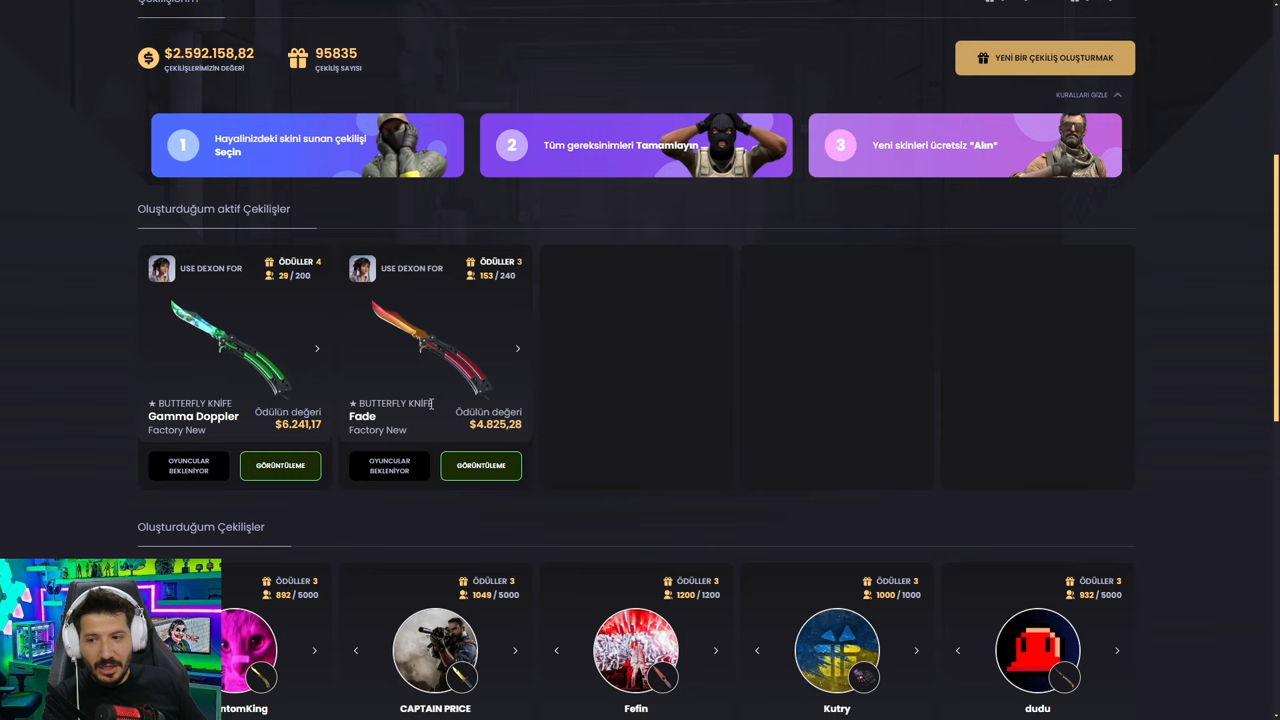 $2.592.158,82
ÇEKİLİŞLERİMİZİN DEĞERİ
95835
ÇEKİLİŞ SAYISI
YENİ BİR ÇEKİLİŞ OLUŞTURMAK
KURALLARI GİZLE
1
Hayalinizdeki skini sunan çekilişi
Seçin
2
Tüm gereksinimleri Tamamlayın
3
Yeni skinleri ücretsiz "Alın"
Oluşturduğum aktif Çekilişler
USE DEXON FOR
ÖDÜLLER 4
29 / 200
★ BUTTERFLY KNİFE
Gamma Doppler
Factory New
Ödülün değeri
$6.241,17
OYUNCULAR
BEKLENİYOR
GÖRÜNTÜLEME
USE DEXON FOR
ÖDÜLLER 3
153 / 240
★ BUTTERFLY KNİFE
Fade
Factory New
Ödülün değeri
$4.825,28
OYUNCULAR
BEKLENİYOR
GÖRÜNTÜLEME
Oluşturduğum Çekilişler
ÖDÜLLER 3
892 / 5000
ntomKing
ÖDÜLLER 3
1049 / 5000
CAPTAIN PRICE
ÖDÜLLER 3
1200 / 1200
Fefin
ÖDÜLLER 3
1000 / 1000
Kutry
ÖDÜLLER 3
932 / 5000
dudu